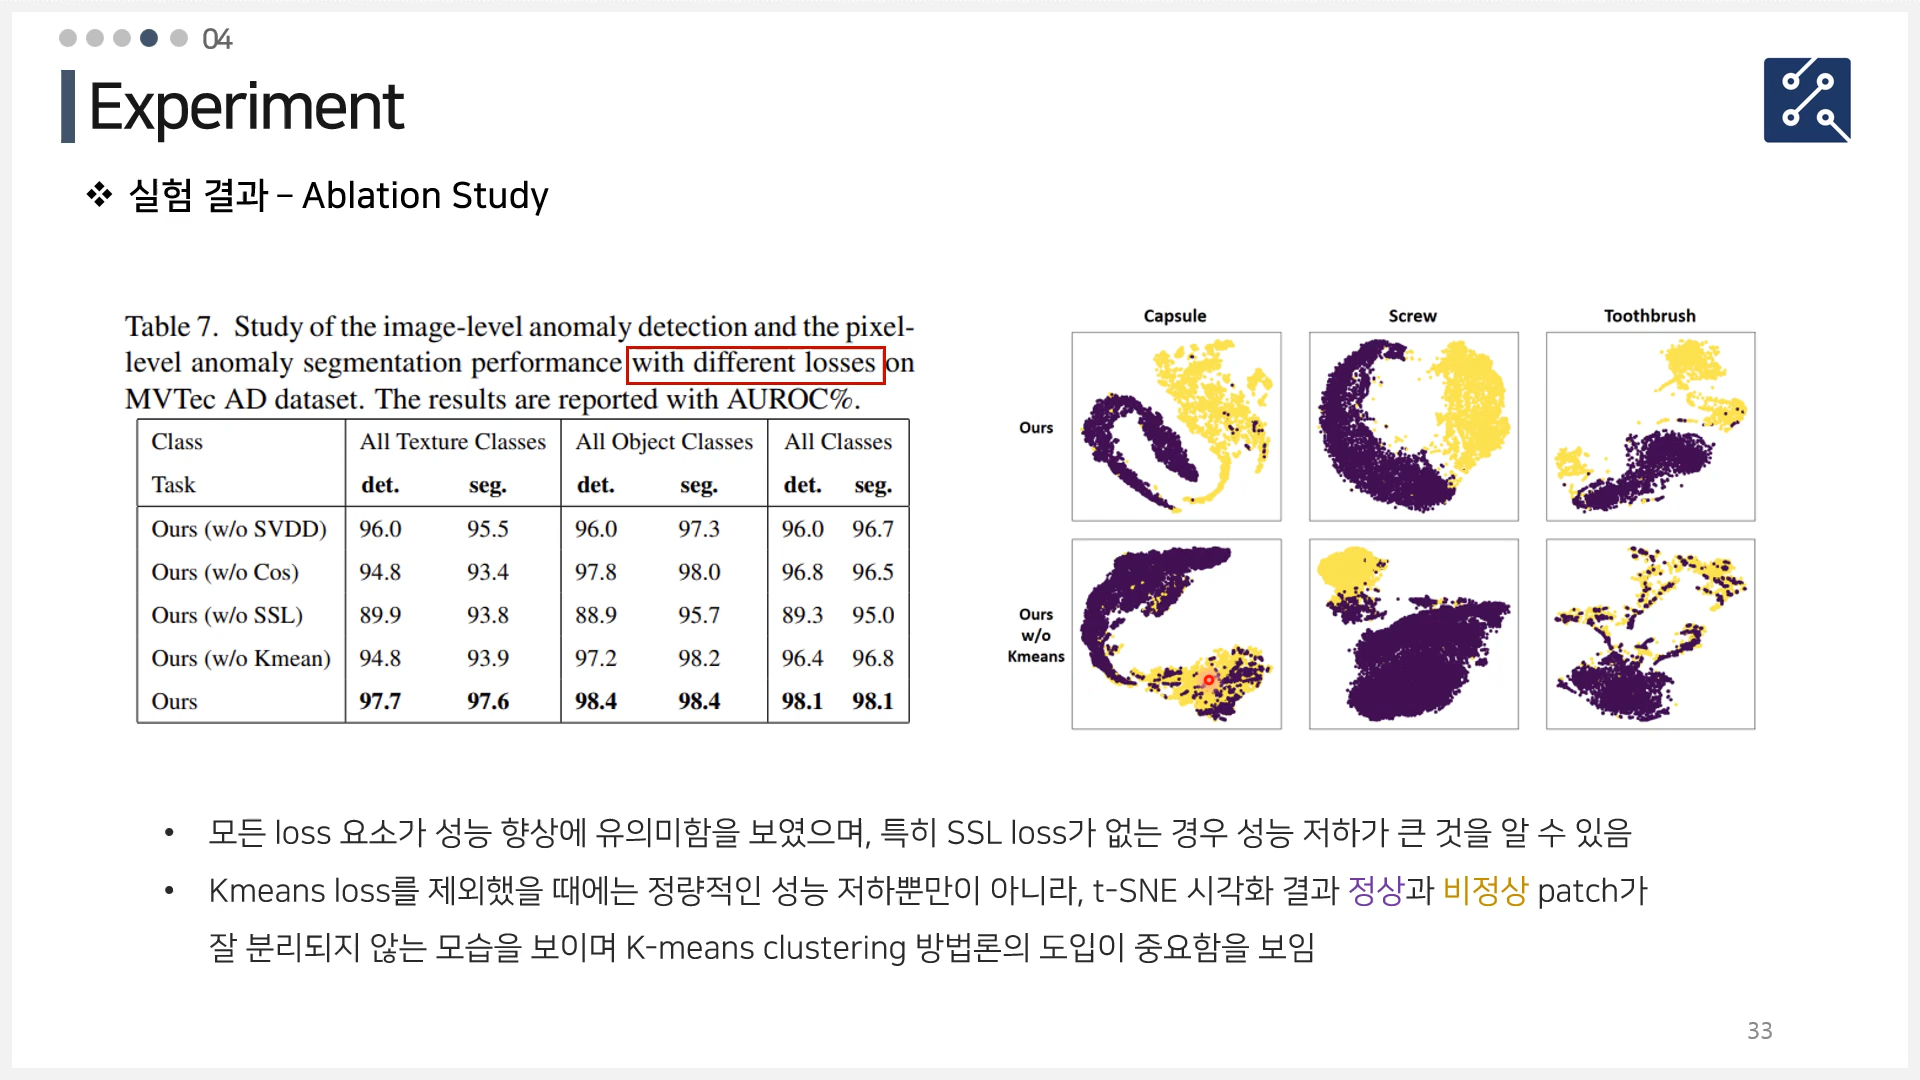 04
Experiment
❖ 실험 결과 – Ablation Study
Table 7. Study of the image-level anomaly detection and the pixel-
level anomaly segmentation performance with different losses on
MVTec AD dataset. The results are reported with AUROC%.
Class All Texture Classes All Object Classes All Classes
Task det. seg. det. seg. det. seg.
Ours (w/o SVDD) 96.0 95.5 96.0 97.3 96.0 96.7
Ours (w/o Cos) 94.8 93.4 97.8 98.0 96.8 96.5
Ours (w/o SSL) 89.9 93.8 88.9 95.7 89.3 95.0
Ours (w/o Kmean) 94.8 93.9 97.2 98.2 96.4 96.8
Ours 97.7 97.6 98.4 98.4 98.1 98.1
Capsule Screw Toothbrush
Ours
Ours
w/o
Kmeans
• 모든 loss 요소가 성능 향상에 유의미함을 보였으며, 특히 SSL loss가 없는 경우 성능 저하가 큰 것을 알 수 있음
• Kmeans loss를 제외했을 때에는 정량적인 성능 저하뿐만이 아니라, t-SNE 시각화 결과 정상과 비정상 patch가
잘 분리되지 않는 모습을 보이며 K-means clustering 방법론의 도입이 중요함을 보임
33